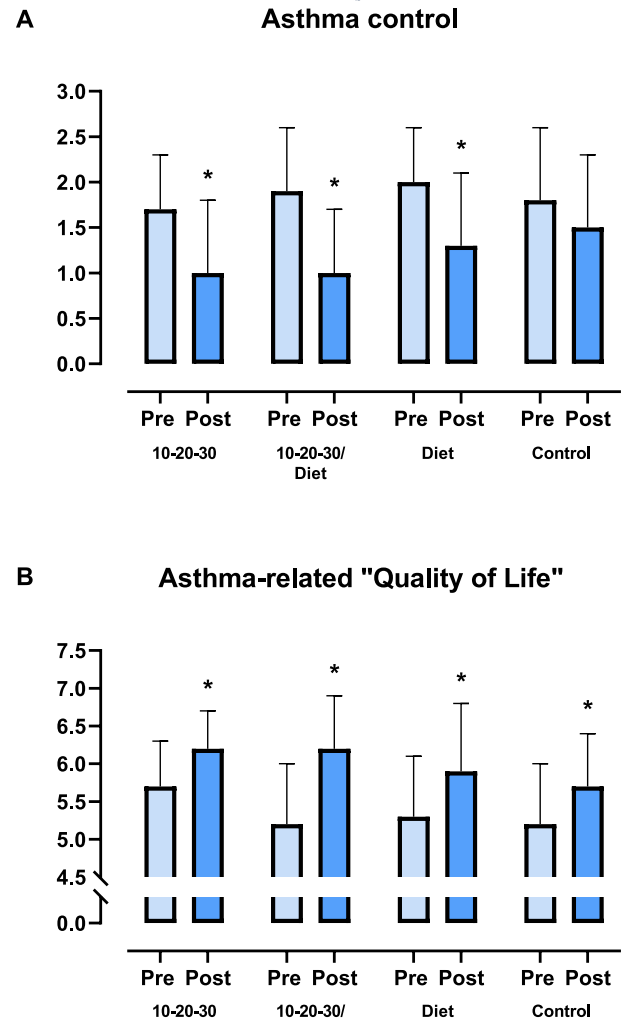 A
Asthma control
3.0
2.5
2.0
1.5
1.0
0.5
0.0
* * *
Pre Post Pre Post Pre Post Pre Post
10-20-30 10-20-30/ Diet Control
Diet
B
Asthma-related "Quality of Life"
7.5
7.0
6.5
6.0
5.5
5.0
4.5
0.0
* * * *
Pre Post Pre Post Pre Post Pre Post
10-20-30 10-20-30/ Diet Control